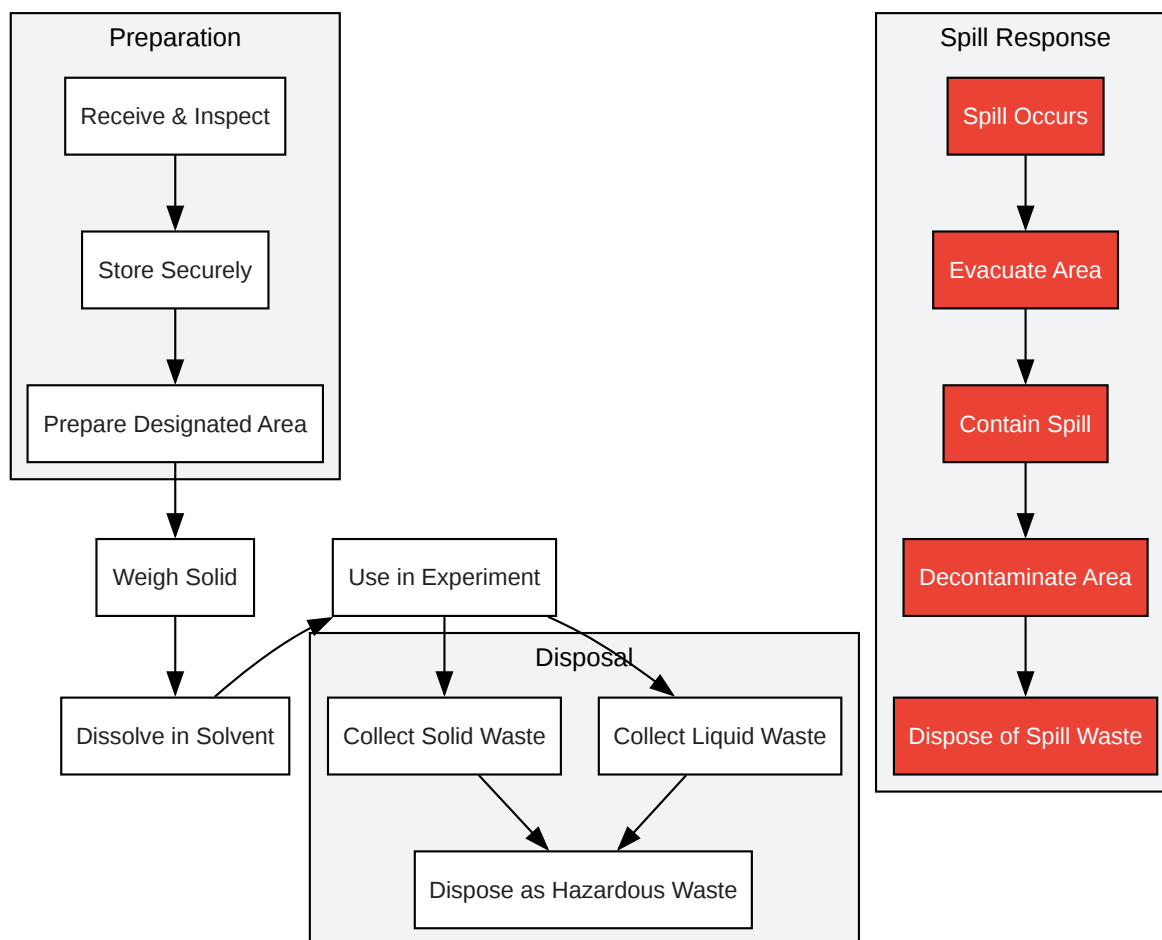 Preparation
Receive & Inspect
Store Securely
Prepare Designated Area
Weigh Solid
Dissolve in Solvent
Use in Experiment
Disposal
Collect Solid Waste
Collect Liquid Waste
Dispose as Hazardous Waste
Spill Response
Spill Occurs
Evacuate Area
Contain Spill
Decontaminate Area
Dispose of Spill Waste